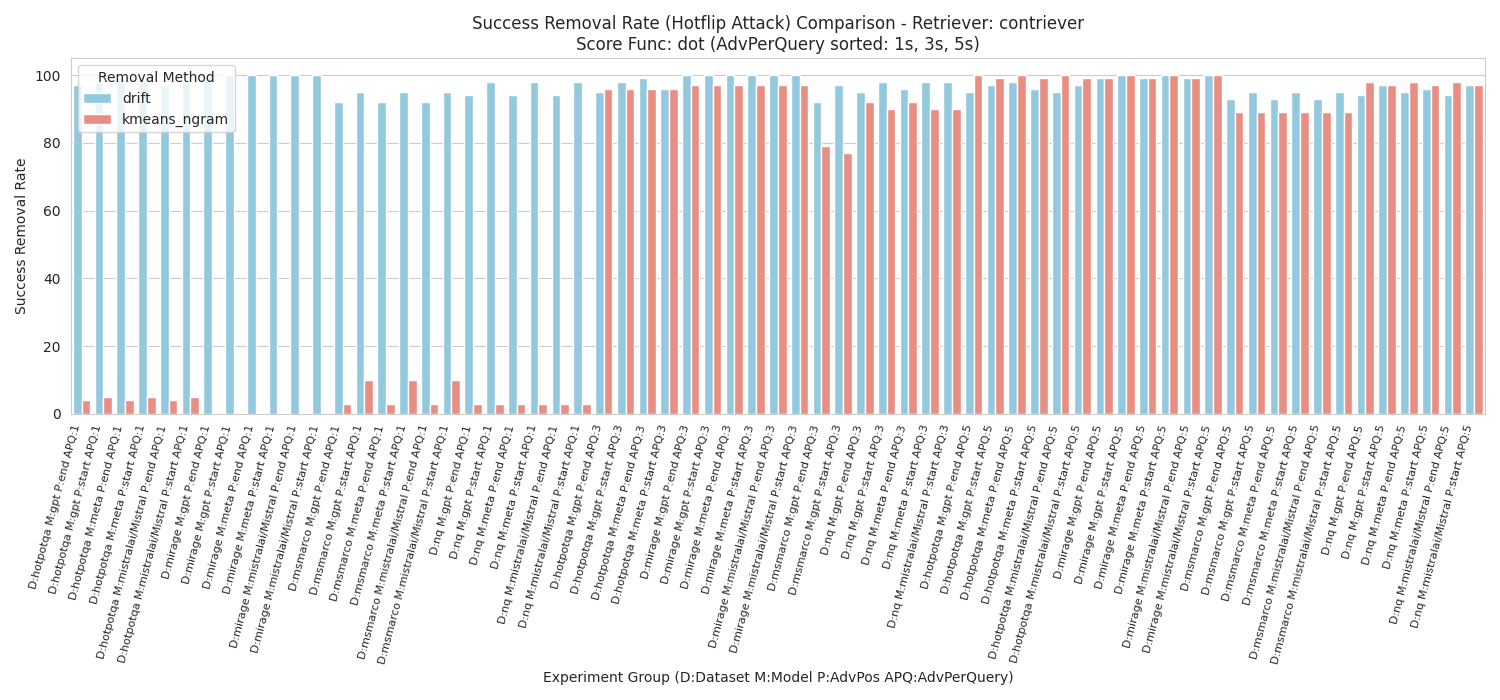 Success Removal Rate (Hotflip Attack) Comparison - Retriever: contriever
Score Func: dot (AdvPerQuery sorted: 1s, 3s, 5s)
Removal Method
drift
kmeans_ngram
Success Removal Rate
100
80
60
40
20
0
D:hotpotqa M:gpt P:end APQ:1
D:hotpotqa M:gpt P:start APQ:1
D:hotpotqa M:meta P:end APQ:1
D:hotpotqa M:meta P:start APQ:1
D:hotpotqa M:mistralai/Mistral P:end APQ:1
D:hotpotqa M:mistralai/Mistral P:start APQ:1
D:mirage M:gpt P:end APQ:1
D:mirage M:gpt P:start APQ:1
D:mirage M:meta P:end APQ:1
D:mirage M:meta P:start APQ:1
D:mirage M:mistralai/Mistral P:end APQ:1
D:mirage M:mistralai/Mistral P:start APQ:1
D:msmarco M:gpt P:end APQ:1
D:msmarco M:gpt P:start APQ:1
D:msmarco M:meta P:end APQ:1
D:msmarco M:meta P:start APQ:1
D:msmarco M:mistralai/Mistral P:end APQ:1
D:msmarco M:mistralai/Mistral P:start APQ:1
D:nq M:gpt P:end APQ:1
D:nq M:gpt P:start APQ:1
D:nq M:meta P:end APQ:1
D:nq M:meta P:start APQ:1
D:nq M:mistralai/Mistral P:end APQ:1
D:nq M:mistralai/Mistral P:start APQ:1
D:hotpotqa M:gpt P:end APQ:3
D:hotpotqa M:gpt P:start APQ:3
D:hotpotqa M:meta P:end APQ:3
D:hotpotqa M:meta P:start APQ:3
D:mirage M:gpt P:end APQ:3
D:mirage M:gpt P:start APQ:3
D:mirage M:meta P:end APQ:3
D:mirage M:meta P:start APQ:3
D:mirage M:mistralai/Mistral P:end APQ:3
D:mirage M:mistralai/Mistral P:start APQ:3
D:msmarco M:gpt P:end APQ:3
D:msmarco M:gpt P:start APQ:3
D:nq M:gpt P:end APQ:3
D:nq M:gpt P:start APQ:3
D:nq M:meta P:end APQ:3
D:nq M:meta P:start APQ:3
D:nq M:mistralai/Mistral P:start APQ:3
D:hotpotqa M:gpt P:end APQ:5
D:hotpotqa M:gpt P:start APQ:5
D:hotpotqa M:meta P:end APQ:5
D:hotpotqa M:meta P:start APQ:5
D:hotpotqa M:mistralai/Mistral P:end APQ:5
D:hotpotqa M:mistralai/Mistral P:start APQ:5
D:mirage M:gpt P:end APQ:5
D:mirage M:gpt P:start APQ:5
D:mirage M:meta P:end APQ:5
D:mirage M:meta P:start APQ:5
D:mirage M:mistralai/Mistral P:end APQ:5
D:mirage M:mistralai/Mistral P:start APQ:5
D:msmarco M:gpt P:end APQ:5
D:msmarco M:gpt P:start APQ:5
D:msmarco M:meta P:end APQ:5
D:msmarco M:meta P:start APQ:5
D:msmarco M:mistralai/Mistral P:end APQ:5
D:msmarco M:mistralai/Mistral P:start APQ:5
D:nq M:gpt P:end APQ:5
D:nq M:gpt P:start APQ:5
D:nq M:meta P:end APQ:5
D:nq M:meta P:start APQ:5
D:nq M:mistralai/Mistral P:end APQ:5
D:nq M:mistralai/Mistral P:start APQ:5
Experiment Group (D:Dataset M:Model P:AdvPos APQ:AdvPerQuery)